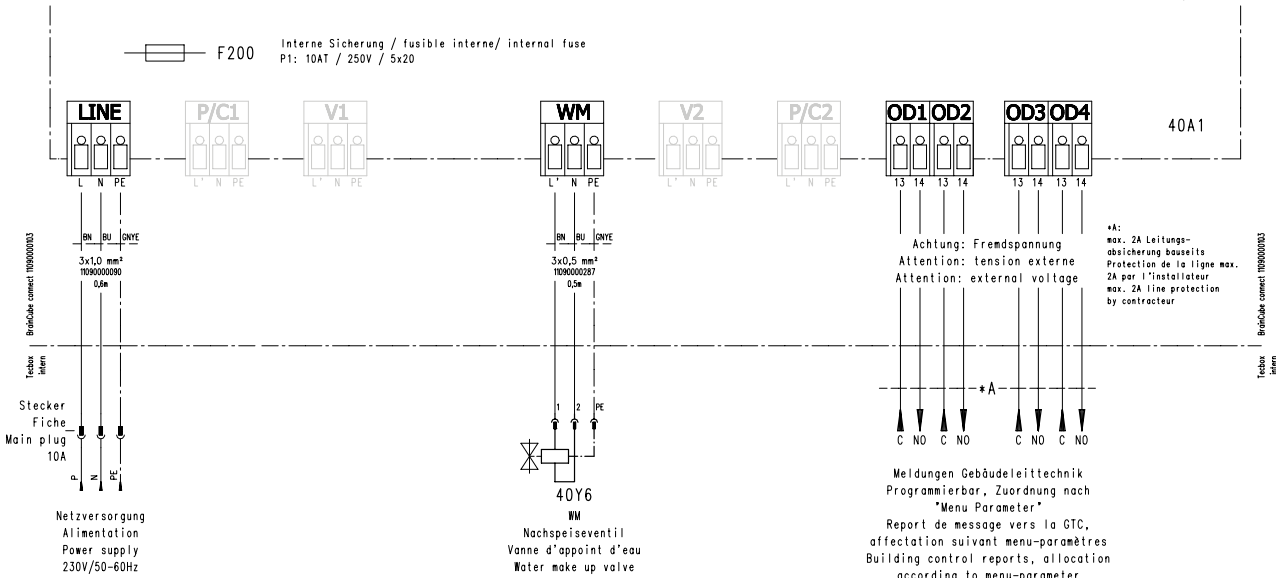 F200
Interne Sicherung / fusible interne/ internal fuse
P1: 10AT / 250V / 5x20
LINE
P/C1
V1
WM
V2
P/C2
OD1 OD2
OD3 OD4
40A1
L N PE
L' N PE
L' N PE
L' N PE
L' N PE
L' N PE
13 14 13 14
13 14 13 14
BN BU GNYE
3x1,0 mm²
11090000090
0,6m
BN BU GNYE
3x0,5 mm²
11090000287
0,5m
Achtung: Fremdspannung
Attention: tension externe
Attention: external voltage
*A:
max. 2A Leitungs-
absicherung bauseits
Protection de la ligne max.
2A par l'installateur
max. 2A line protection
by contracteur
BrainCube connect 11090000103
Tecbox
intern
BrainCube connect 11090000103
Tecbox
intern
Stecker
Fiche
Main plug
10A
P N PE
Netzversorgung
Alimentation
Power supply
230V/50-60Hz
1 2 PE
40Y6
WM
Nachspeiseventil
Vanne d'appoint d'eau
Water make up valve
*A
C NO C NO
C NO C NO
Meldungen Gebäudeleittechnik
Programmierbar, Zuordnung nach
"Menu Parameter"
Report de message vers la GTC,
affectation suivant menu-paramètres
Building control reports, allocation
according to menu-parameter